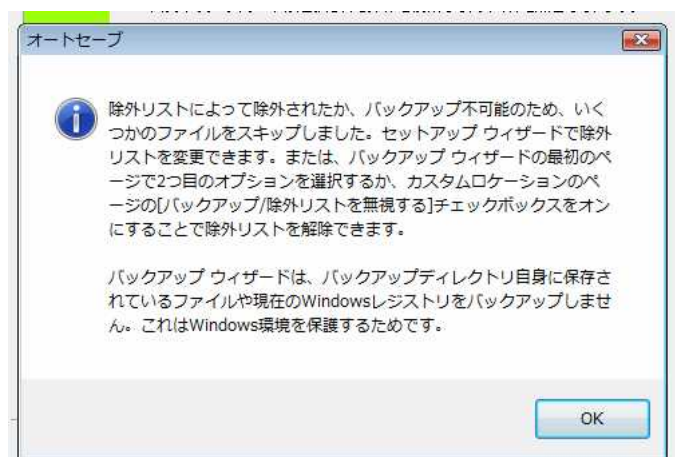 オートセーブ
除外リストによって除外されたか、バックアップ不可能のため、いく
つかのファイルをスキップしました。セットアップ ウィザードで除外
リストを変更できます。または、バックアップ ウィザードの最初のペ
ージで2つ目のオプションを選択するか、カスタムロケーションのペ
ージの[バックアップ/除外リストを無視する]チェックボックスをオン
にすることで除外リストを解除できます。
バックアップ ウィザードは、バックアップディレクトリ自身に保存さ
れているファイルや現在のWindowsレジストリをバックアップしませ
ん。これはWindows環境を保護するためです。
OK